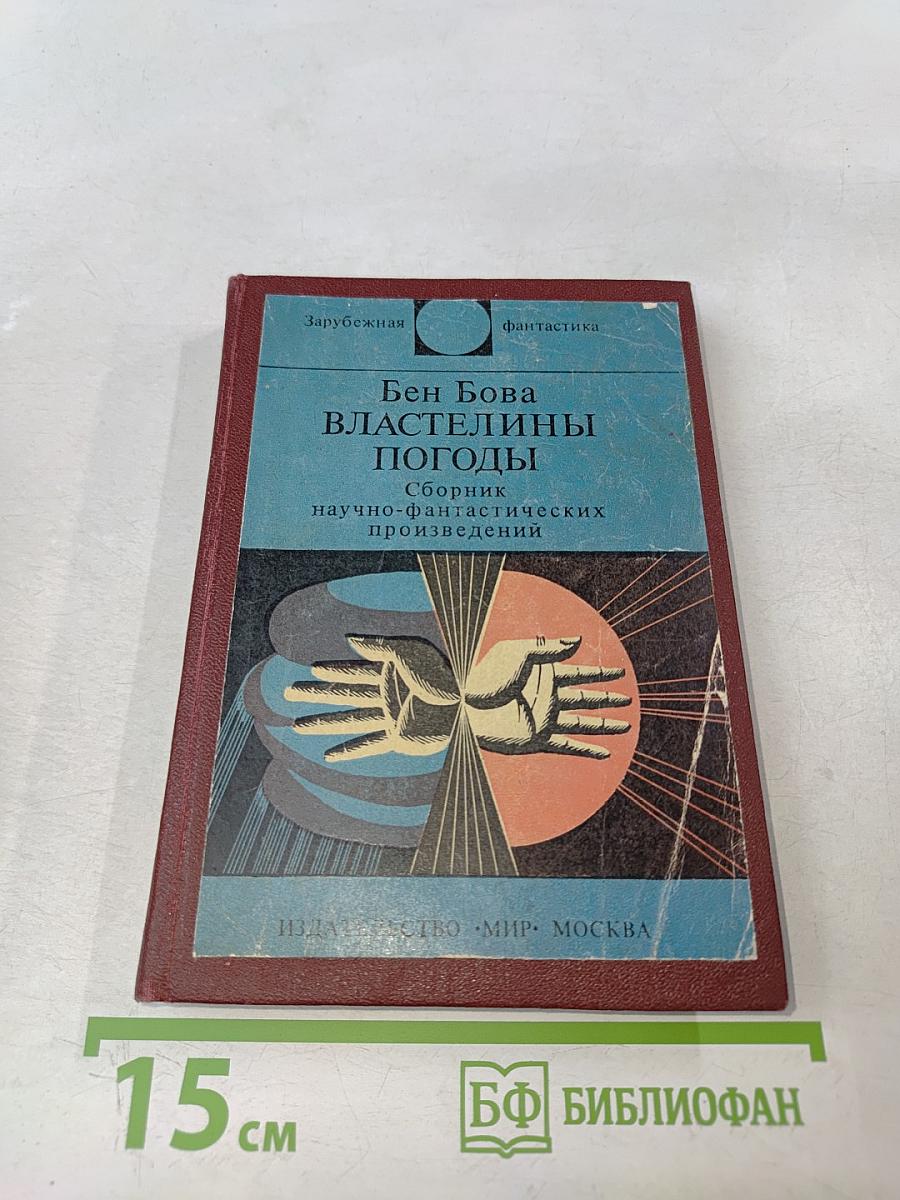 Зарубежная фантастика
Бен Бова
ВЛАСТЕЛИНЫ
ПОГОДЫ
Сборник
научно-фантастических
произведений
ИЗДАТЕЛЬСТВО «МИР» МОСКВА
15 см
БФ БИБЛИОФАН